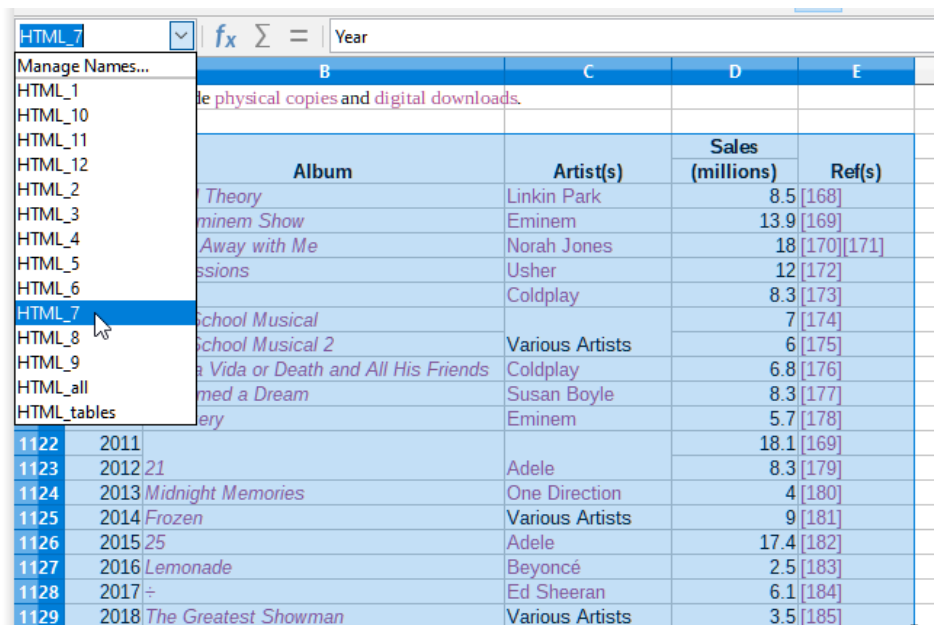 HTML_7 fx Σ = Year
Manage Names...
HTML_1
HTML_10
HTML_11
HTML_12
HTML_2
HTML_3
HTML_4
HTML_5
HTML_6
HTML_7
HTML_8
HTML_9
HTML_all
HTML_tables
B C D E
physical copies and digital downloads.
Sales
Album Artist(s) (millions) Ref(s)
Theory Linkin Park 8.5 [168]
Show Eminem 13.9 [169]
Away with Me Norah Jones 18 [170][171]
Usher 12 [172]
Coldplay 8.3 [173]
School Musical 7 [174]
School Musical 2 Various Artists 6 [175]
Vida or Death and All His Friends Coldplay 6.8 [176]
a Dream Susan Boyle 8.3 [177]
Eminem 5.7 [178]
1122 2011 18.1 [169]
1123 2012 21 Adele 8.3 [179]
1124 2013 Midnight Memories One Direction 4 [180]
1125 2014 Frozen Various Artists 9 [181]
1126 2015 25 Adele 17.4 [182]
1127 2016 Lemonade Beyoncé 2.5 [183]
1128 2017 ÷ Ed Sheeran 6.1 [184]
1129 2018 The Greatest Showman Various Artists 3.5 [185]